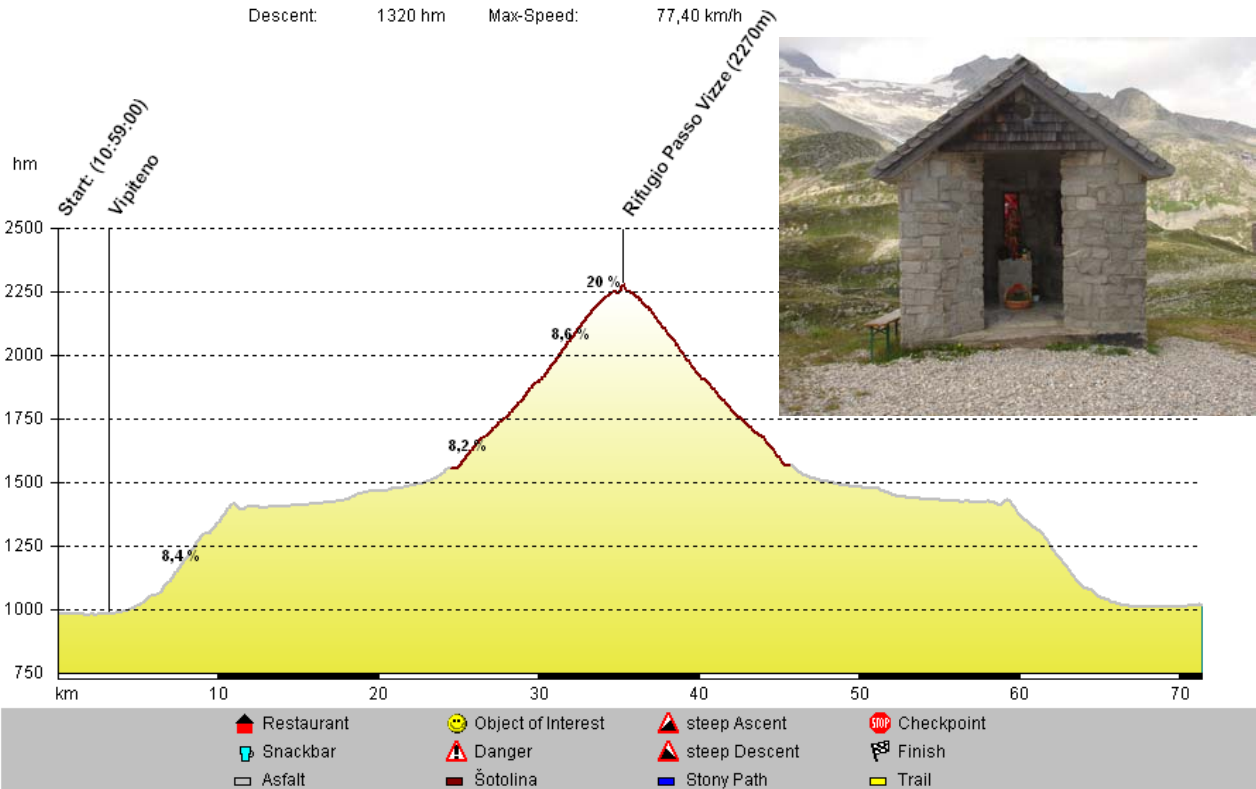 Descent: 1320 hm Max-Speed: 77,40 km/h
Start: (10:59:00)
Vipiteno
Rifugio Passo Vizze (2270m)
hm
2500
2250
2000
1750
1500
1250
1000
750
20 %
8,6 %
8,2 %
8,4 %
km 10 20 30 40 50 60 70
Restaurant Object of Interest steep Ascent STOP Checkpoint
Snackbar Danger steep Descent Finish
Asfalt Šotolina Stony Path Trail